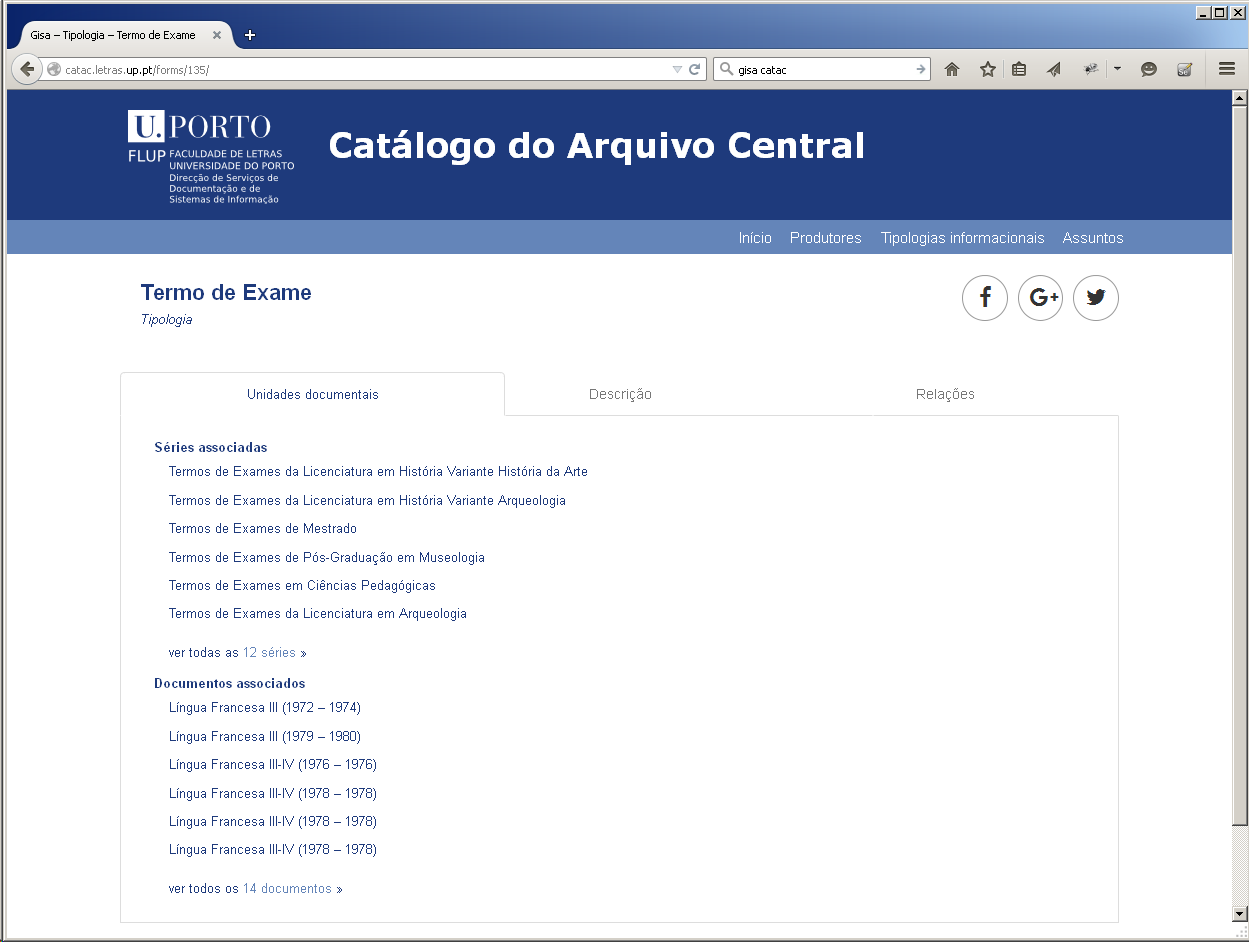 Gisa – Tipologia – Termo de Exame
catac.letras.up.pt/forms/135/
gisa catac
U.PORTO
FLUP FACULDADE DE LETRAS
UNIVERSIDADE DO PORTO
Direcção de Serviços de
Documentação e de
Sistemas de Informação
Catálogo do Arquivo Central
Início Produtores Tipologias informacionais Assuntos
Termo de Exame
Tipologia
f G+
Unidades documentais Descrição Relações
Séries associadas
Termos de Exames da Licenciatura em História Variante História da Arte
Termos de Exames da Licenciatura em História Variante Arqueologia
Termos de Exames de Mestrado
Termos de Exames de Pós-Graduação em Museologia
Termos de Exames em Ciências Pedagógicas
Termos de Exames da Licenciatura em Arqueologia
ver todas as 12 séries »
Documentos associados
Língua Francesa III (1972 – 1974)
Língua Francesa III (1979 – 1980)
Língua Francesa III-IV (1976 – 1976)
Língua Francesa III-IV (1978 – 1978)
Língua Francesa III-IV (1978 – 1978)
Língua Francesa III-IV (1978 – 1978)
ver todos os 14 documentos »